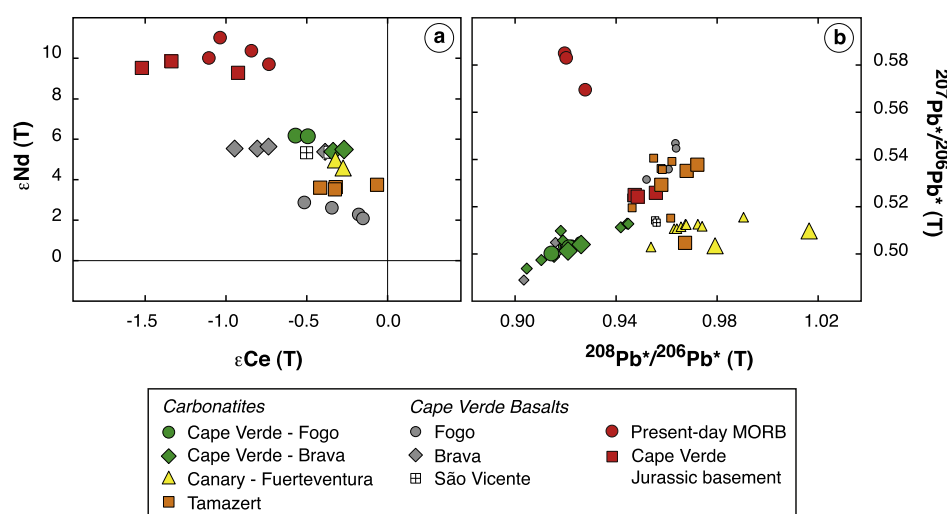 a
10
8
6
4
2
0
εNd (T)
-1.5 -1.0 -0.5 0.0
εCe (T)
b
0.58
0.56
0.54
0.52
0.50
207Pb*/206Pb* (T)
0.90 0.94 0.98 1.02
208Pb*/206Pb* (T)
Carbonatites
Cape Verde - Fogo
Cape Verde - Brava
Canary - Fuerteventura
Tamazert
Cape Verde Basalts
Fogo
Brava
São Vicente
Present-day MORB
Cape Verde
Jurassic basement